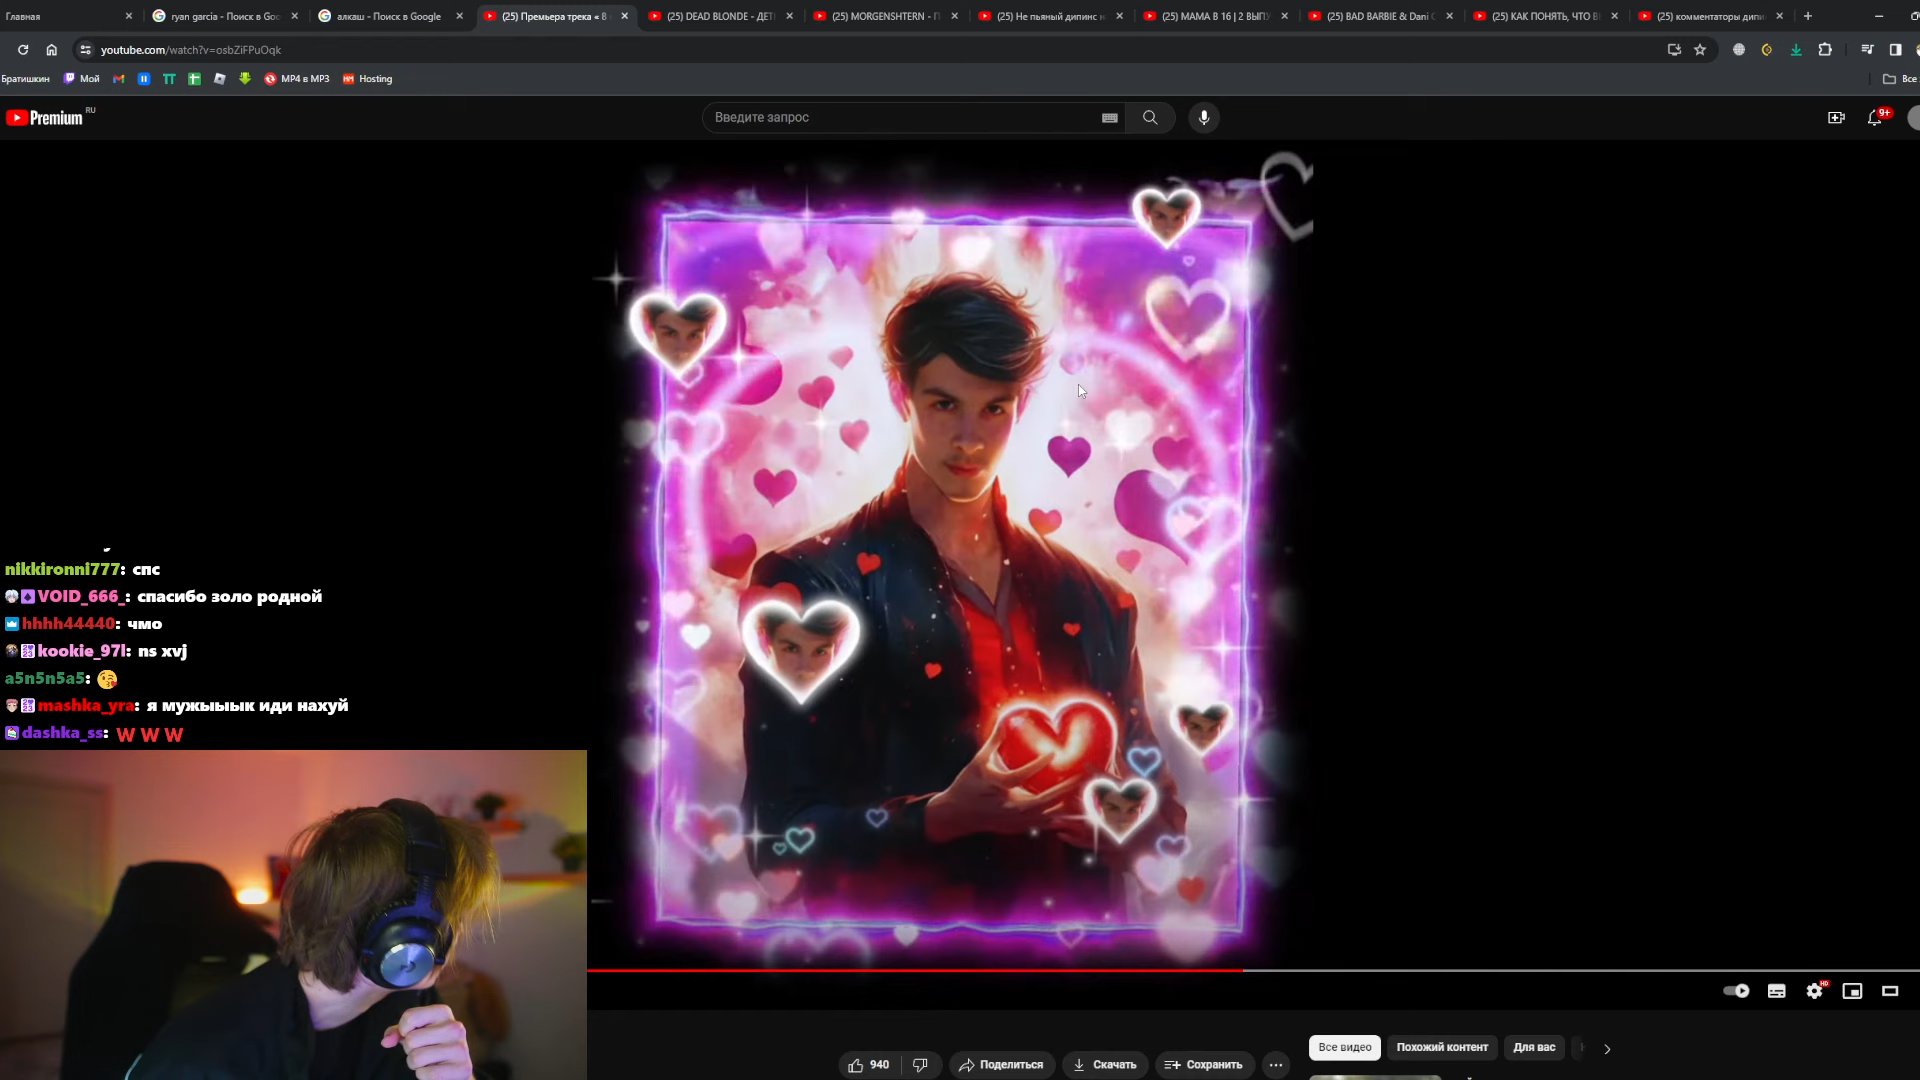 Главная
ryan garcia - Поиск в Goo
алкаш - Поиск в Google
(25) Премьера трека « В
(25) DEAD BLONDE - ДЕТ
(25) MORGENSHTERN - П
(25) Не пьяный дипинс н
(25) МАМА В 16 | 2 ВЫПУ
(25) BAD BARBIE & Dani
(25) КАК ПОНЯТЬ, ЧТО В
(25) комментаторы дипи
youtube.com/watch?v=osbZiFPuOqk
Братишкин
Мой
MP4 в MP3
Hosting
Все
Premium RU
Введите запрос
9+
nikkironni777: спс
VOID_666_: спасибо золо родной
hhhh44440: чмо
kookie_97l: ns xvj
a5n5n5a5:
mashka_yra: я мужыыык иди нахуй
dashka_ss: W W W
HD
940
Поделиться
Скачать
Сохранить
Все видео
Похожий контент
Для вас